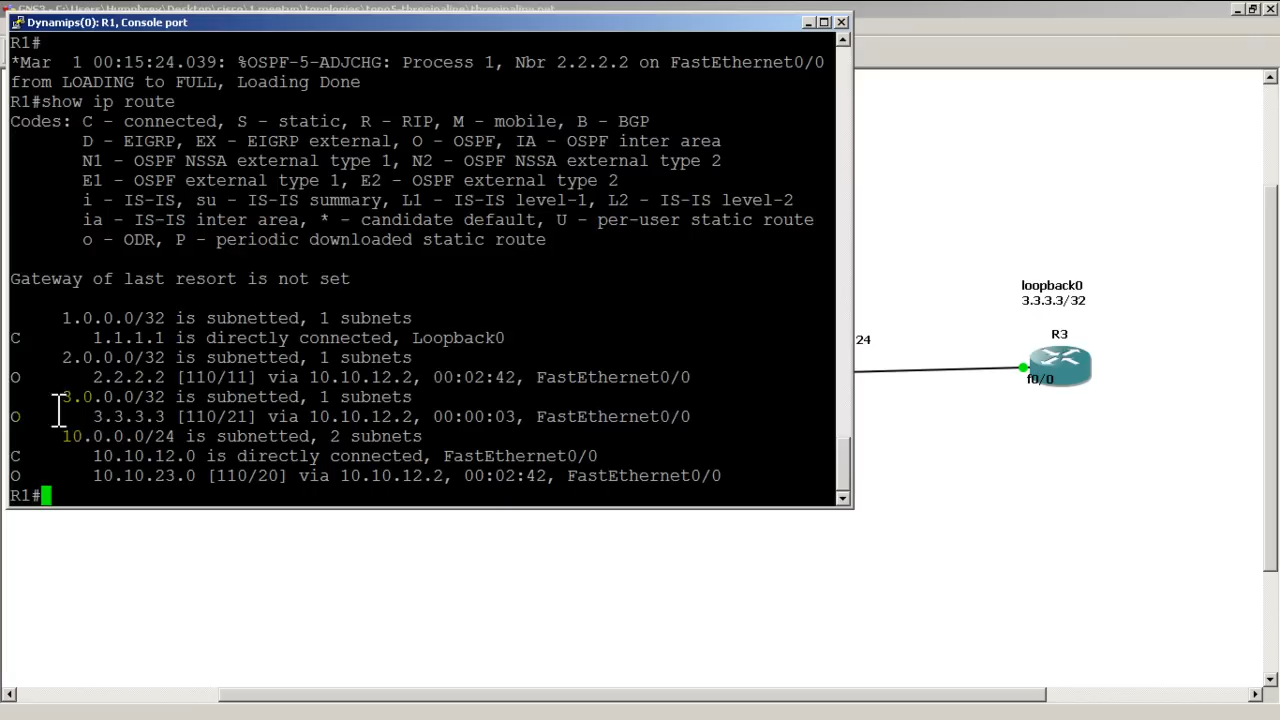 Dynamips(0): R1, Console port
R1#
*Mar  1 00:15:24.039: %OSPF-5-ADJCHG: Process 1, Nbr 2.2.2.2 on FastEthernet0/0
from LOADING to FULL, Loading Done
R1#show ip route
Codes: C - connected, S - static, R - RIP, M - mobile, B - BGP
       D - EIGRP, EX - EIGRP external, O - OSPF, IA - OSPF inter area
       N1 - OSPF NSSA external type 1, N2 - OSPF NSSA external type 2
       E1 - OSPF external type 1, E2 - OSPF external type 2
       i - IS-IS, su - IS-IS summary, L1 - IS-IS level-1, L2 - IS-IS level-2
       ia - IS-IS inter area, * - candidate default, U - per-user static route
       o - ODR, P - periodic downloaded static route
Gateway of last resort is not set
     1.0.0.0/32 is subnetted, 1 subnets
C       1.1.1.1 is directly connected, Loopback0
     2.0.0.0/32 is subnetted, 1 subnets
O       2.2.2.2 [110/11] via 10.10.12.2, 00:02:42, FastEthernet0/0
     3.0.0.0/32 is subnetted, 1 subnets
O       3.3.3.3 [110/21] via 10.10.12.2, 00:00:03, FastEthernet0/0
     10.0.0.0/24 is subnetted, 2 subnets
C       10.10.12.0 is directly connected, FastEthernet0/0
O       10.10.23.0 [110/20] via 10.10.12.2, 00:02:42, FastEthernet0/0
R1#
loopback0
3.3.3.3/32
R3
24
f0/0